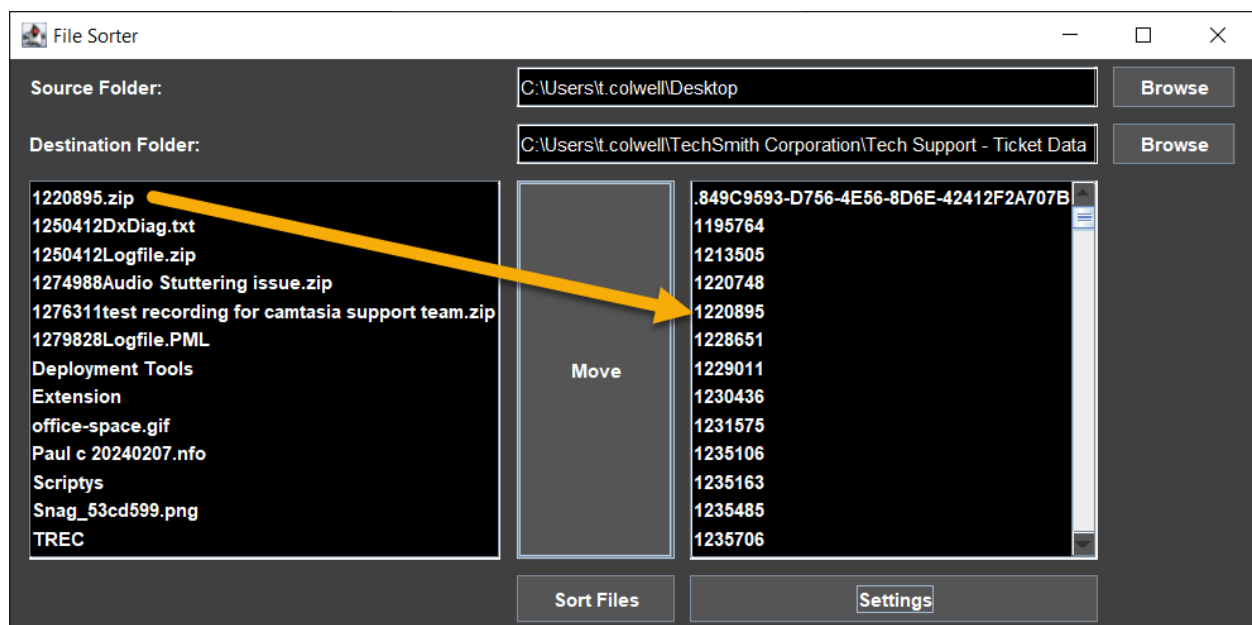 File Sorter
Source Folder:
C:\Users\t.colwell\Desktop
Browse
Destination Folder:
C:\Users\t.colwell\TechSmith Corporation\Tech Support - Ticket Data
Browse
1220895.zip
1250412DxDiag.txt
1250412Logfile.zip
1274988Audio Stuttering issue.zip
1276311test recording for camtasia support team.zip
1279828Logfile.PML
Deployment Tools
Extension
office-space.gif
Paul c 20240207.nfo
Scriptys
Snag_53cd599.png
TREC
Move
.849C9593-D756-4E56-8D6E-42412F2A707B
1195764
1213505
1220748
1220895
1228651
1229011
1230436
1231575
1235106
1235163
1235485
1235706
Sort Files
Settings